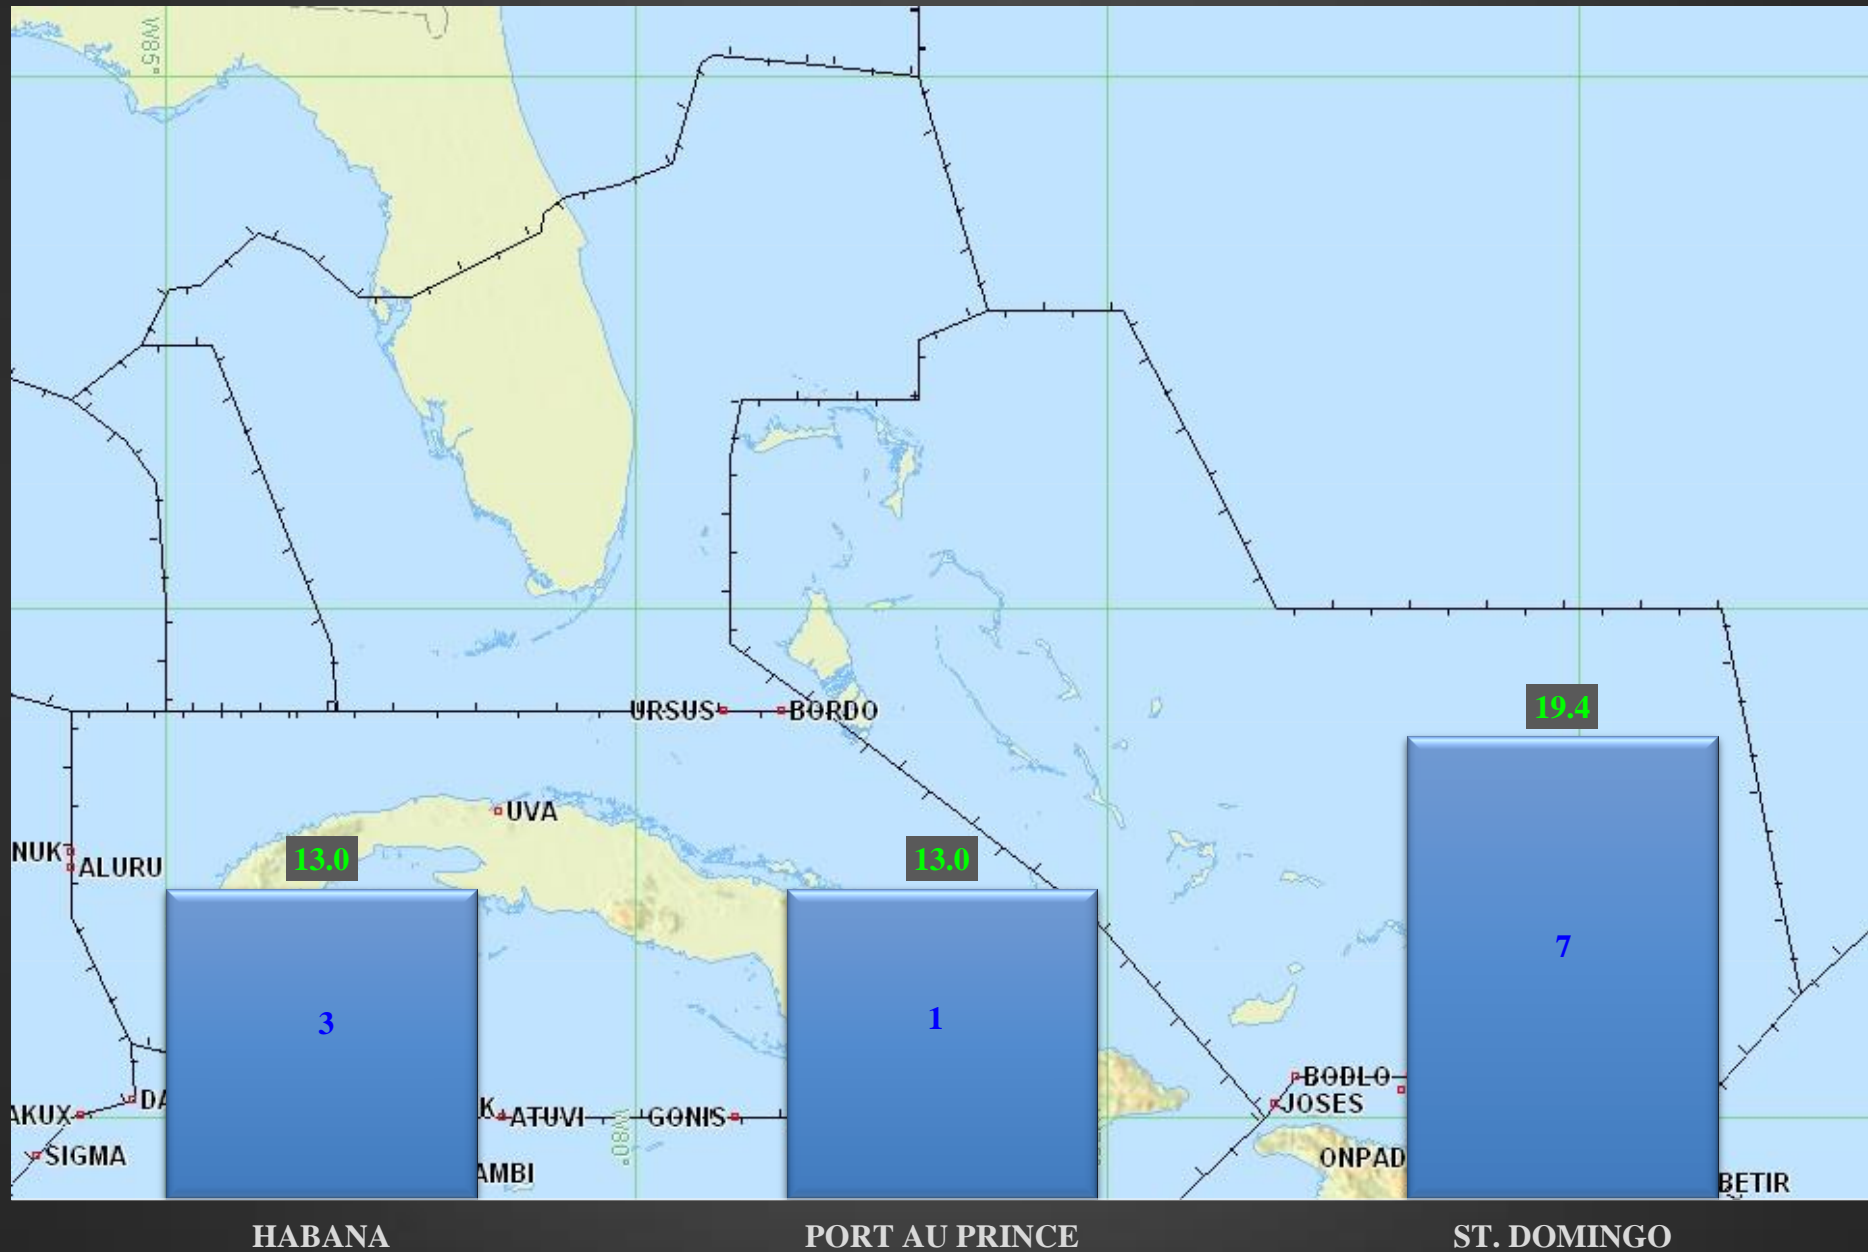 W85°
URSUS
BORDO
19.4
UVA
NUK
ALURU
13.0
13.0
7
3
1
BODLO
DA
JOSES
AKUX
K
ATUVI
GONIS
W80°
SIGMA
ONPAD
AMBI
BETIR
HABANA
PORT AU PRINCE
ST. DOMINGO